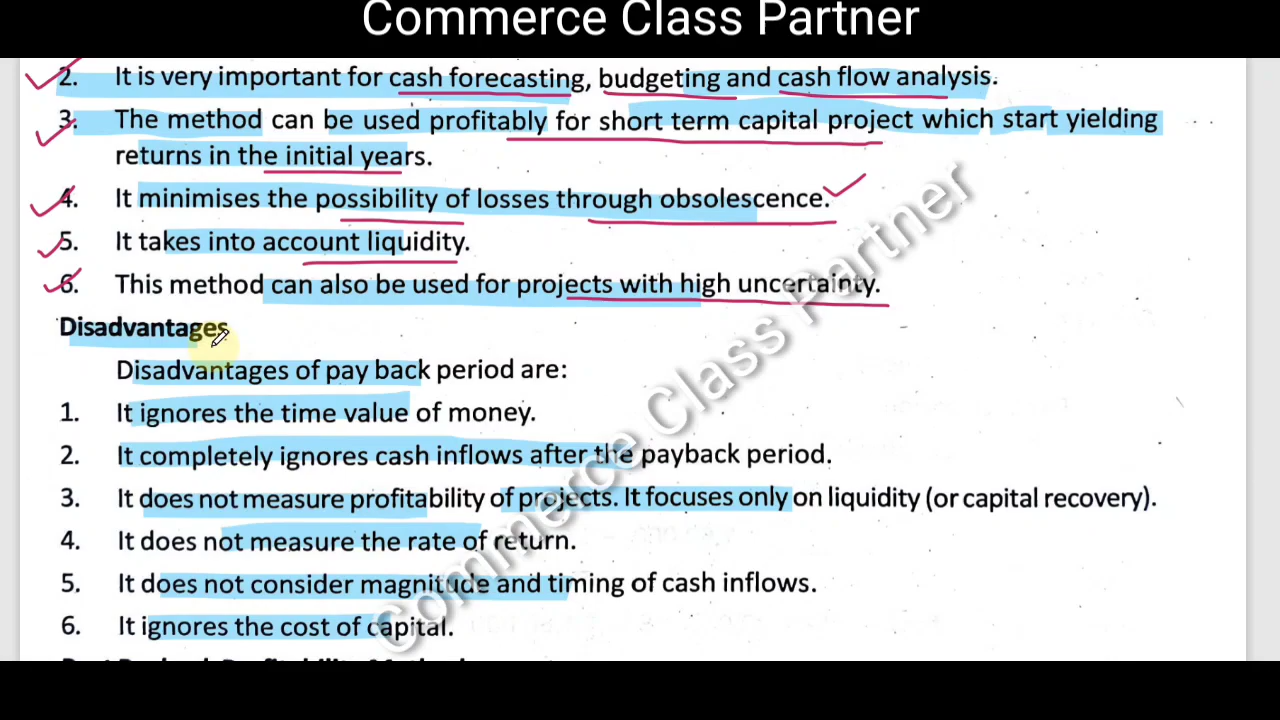 Commerce Class Partner
2. It is very important for cash forecasting, budgeting and cash flow analysis.
3. The method can be used profitably for short term capital project which start yielding
returns in the initial years.
4. It minimises the possibility of losses through obsolescence.
5. It takes into account liquidity.
6. This method can also be used for projects with high uncertainty.
Disadvantages
Disadvantages of pay back period are:
1. It ignores the time value of money.
2. It completely ignores cash inflows after the payback period.
3. It does not measure profitability of projects. It focuses only on liquidity (or capital recovery).
4. It does not measure the rate of return.
5. It does not consider magnitude and timing of cash inflows.
6. It ignores the cost of capital.
Commerce Class Partner